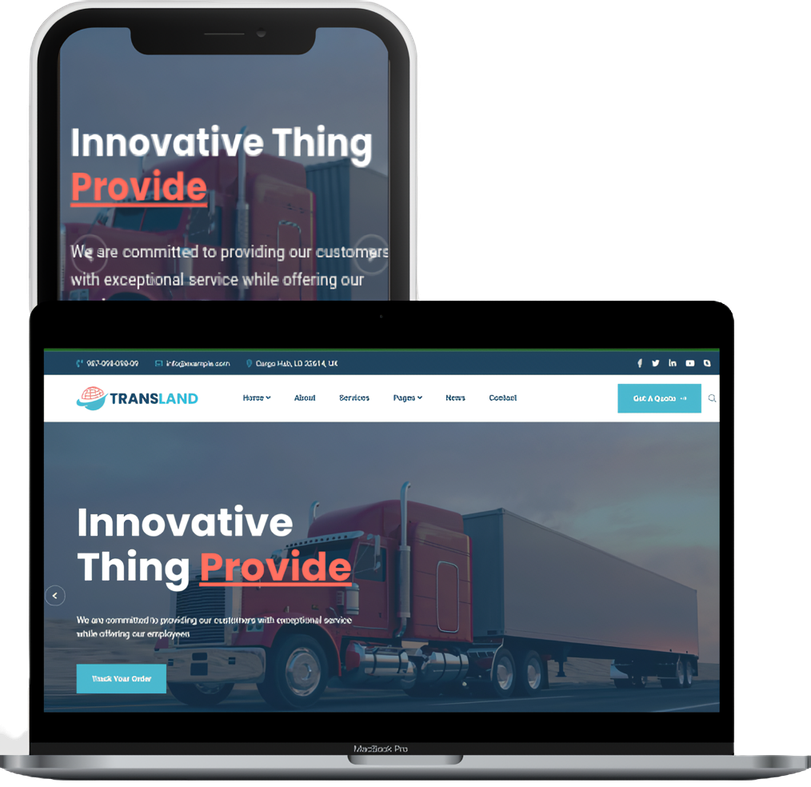 Innovative Thing
Provide
We are committed to providing our customers
with exceptional service while offering our
987-098-098-09 info@example.com Cargo Hub, LD 32614, UK
TRANSLAND Home About Services Pages News Contact Get A Quote
Innovative
Thing Provide
We are committed to providing our customers with exceptional service
while offering our employees
Track Your Order
MacBook Pro